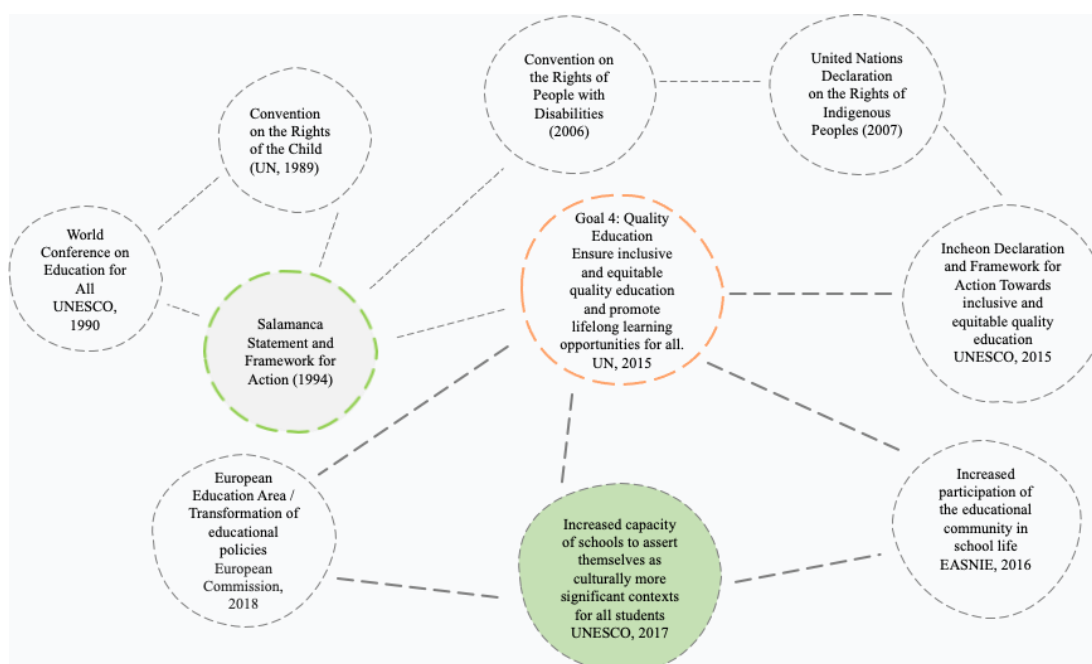 Convention on
the Rights of
People with
Disabilities
(2006)
United Nations
Declaration
on the Rights of
Indigenous
Peoples (2007)
Convention
on the Rights
of the Child
(UN, 1989)
World
Conference on
Education for
All
UNESCO,
1990
Salamanca
Statement and
Framework for
Action (1994)
Goal 4: Quality
Education
Ensure inclusive
and equitable
quality education
and promote
lifelong learning
opportunities for all.
UN, 2015
Incheon Declaration
and Framework for
Action Towards
inclusive and
equitable quality
education
UNESCO, 2015
European
Education Area /
Transformation of
educational
policies
European
Commission,
2018
Increased capacity
of schools to assert
themselves as
culturally more
significant contexts
for all students
UNESCO, 2017
Increased
participation of
the educational
community in
school life
EASNIE, 2016